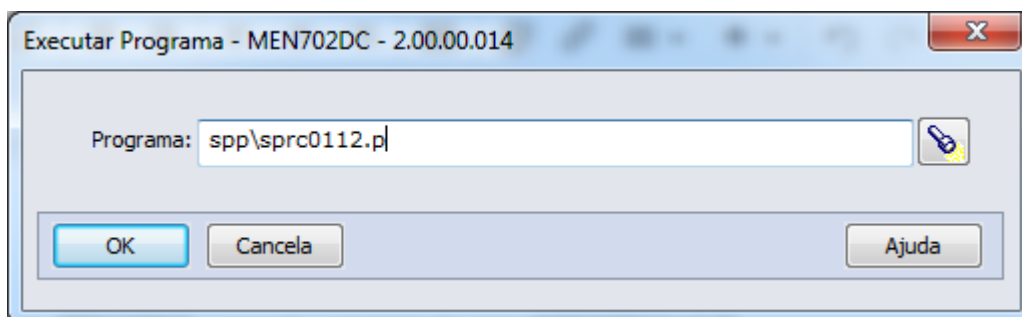 Executar Programa - MEN702DC - 2.00.00.014
Programa: spp\sprc0112.p
OK Cancela Ajuda